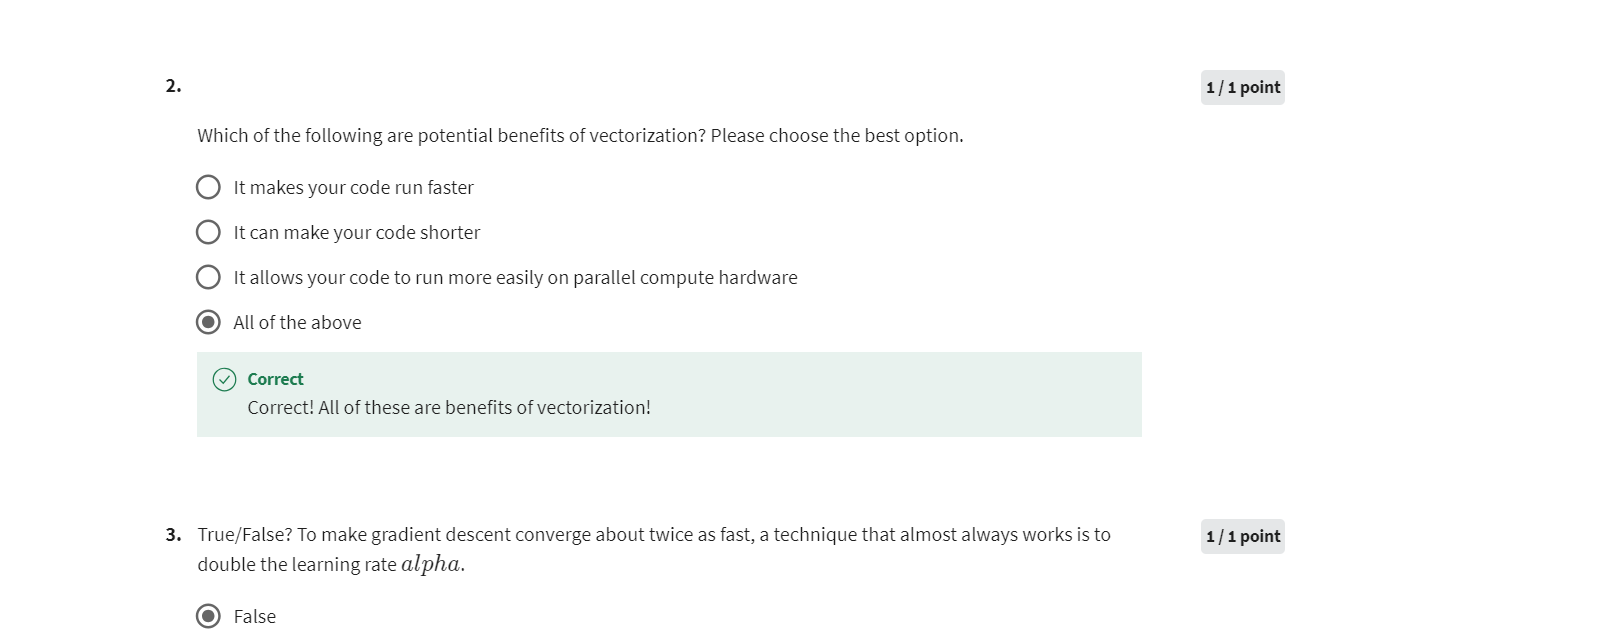 2.
1 / 1 point
Which of the following are potential benefits of vectorization? Please choose the best option.
It makes your code run faster
It can make your code shorter
It allows your code to run more easily on parallel compute hardware
All of the above
Correct
Correct! All of these are benefits of vectorization!
3. True/False? To make gradient descent converge about twice as fast, a technique that almost always works is to
1 / 1 point
double the learning rate alpha.
False